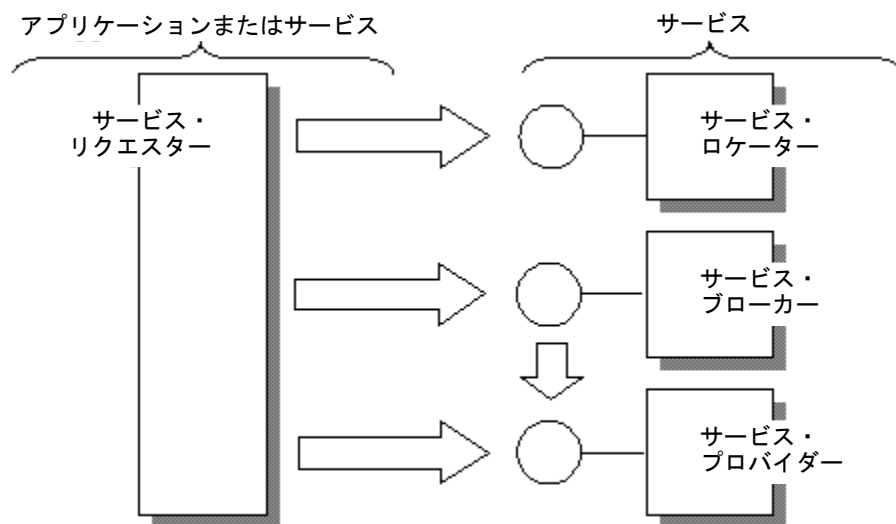 アプリケーションまたはサービス
サービス
サービス・
リクエスター
サービス・
ロケーター
サービス・
ブローカー
サービス・
プロバイダー